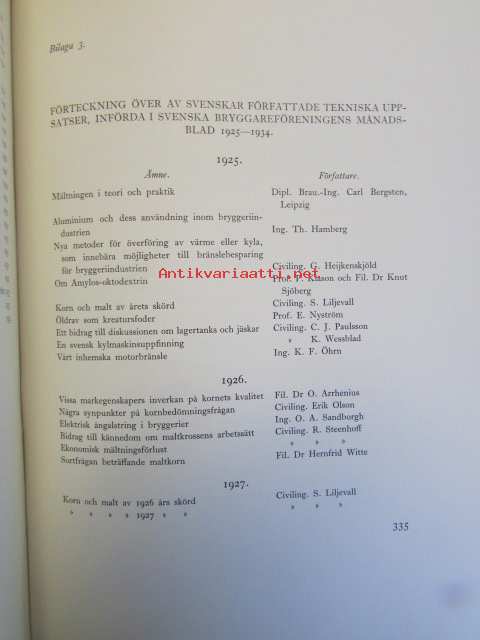 Bilaga 3.
FÖRTECKNING ÖVER AV SVENSKAR FÖRFATTADE TEKNISKA UPP-
SATSER, INFÖRDA I SVENSKA BRYGGAREFÖRENINGENS MÅNADS-
BLAD 1925—1934.
1925.
Ämne. Författare.
Mältningen i teori och praktik Dipl. Brau.-Ing. Carl Bergsten,
Leipzig
Aluminium och dess användning inom bryggeriin-
dustrien Ing. Th. Hamberg
Nya metoder för överföring av värme eller kyla,
som innebära möjligheter till bränslebesparing
för bryggeriindustrien Civiling. G. Heijkenskjöld
Antikvariaatti.net
Om Amylos-oktodextrin Prof. P. Klason och Fil. Dr Knut
Sjöberg
Korn och malt av årets skörd Civiling. S. Liljevall
Öldrav som kreatursfoder Prof. E. Nyström
Ett bidrag till diskussionen om lagertanks och jäskar Civiling. C. J. Paulsson
En svensk kylmaskinsuppfinning » K. Wessblad
Vårt inhemska motorbränsle Ing. K. F. Öhrn
1926.
Vissa markegenskapers inverkan på kornets kvalitet Fil. Dr O. Arrhenius
Några synpunkter på kornbedömningsfrågan Civiling. Erik Olson
Elektrisk ångalstring i bryggerier Ing. O. A. Sandborgh
Bidrag till kännedom om maltkrossens arbetssätt Civiling. R. Steenhoff
Ekonomisk mältningsförlust » » »
Sortfrågan beträffande maltkorn Fil. Dr Hernfrid Witte
1927.
Korn och malt av 1926 års skörd Civiling. S. Liljevall
» » » » 1927 » » » » »
335